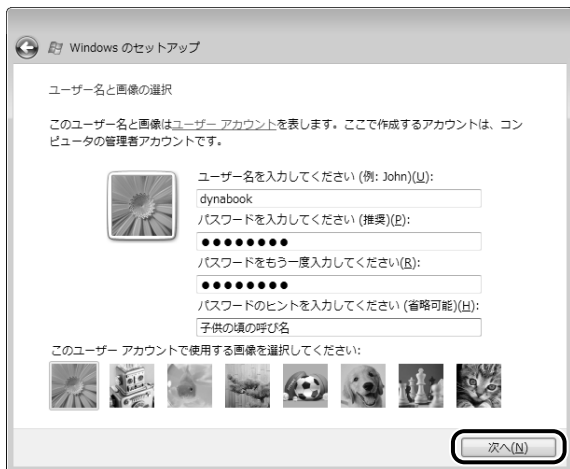 Windows のセットアップ
ユーザー名と画像の選択
このユーザー名と画像はユーザー アカウントを表します。ここで作成するアカウントは、コン
ピュータの管理者アカウントです。
ユーザー名を入力してください (例: John)(U):
dynabook
パスワードを入力してください (推奨)(P):
●●●●●●●●
パスワードをもう一度入力してください(R):
●●●●●●●●
パスワードのヒントを入力してください (省略可能)(H):
子供の頃の呼び名
このユーザー アカウントで使用する画像を選択してください:
次へ(N)